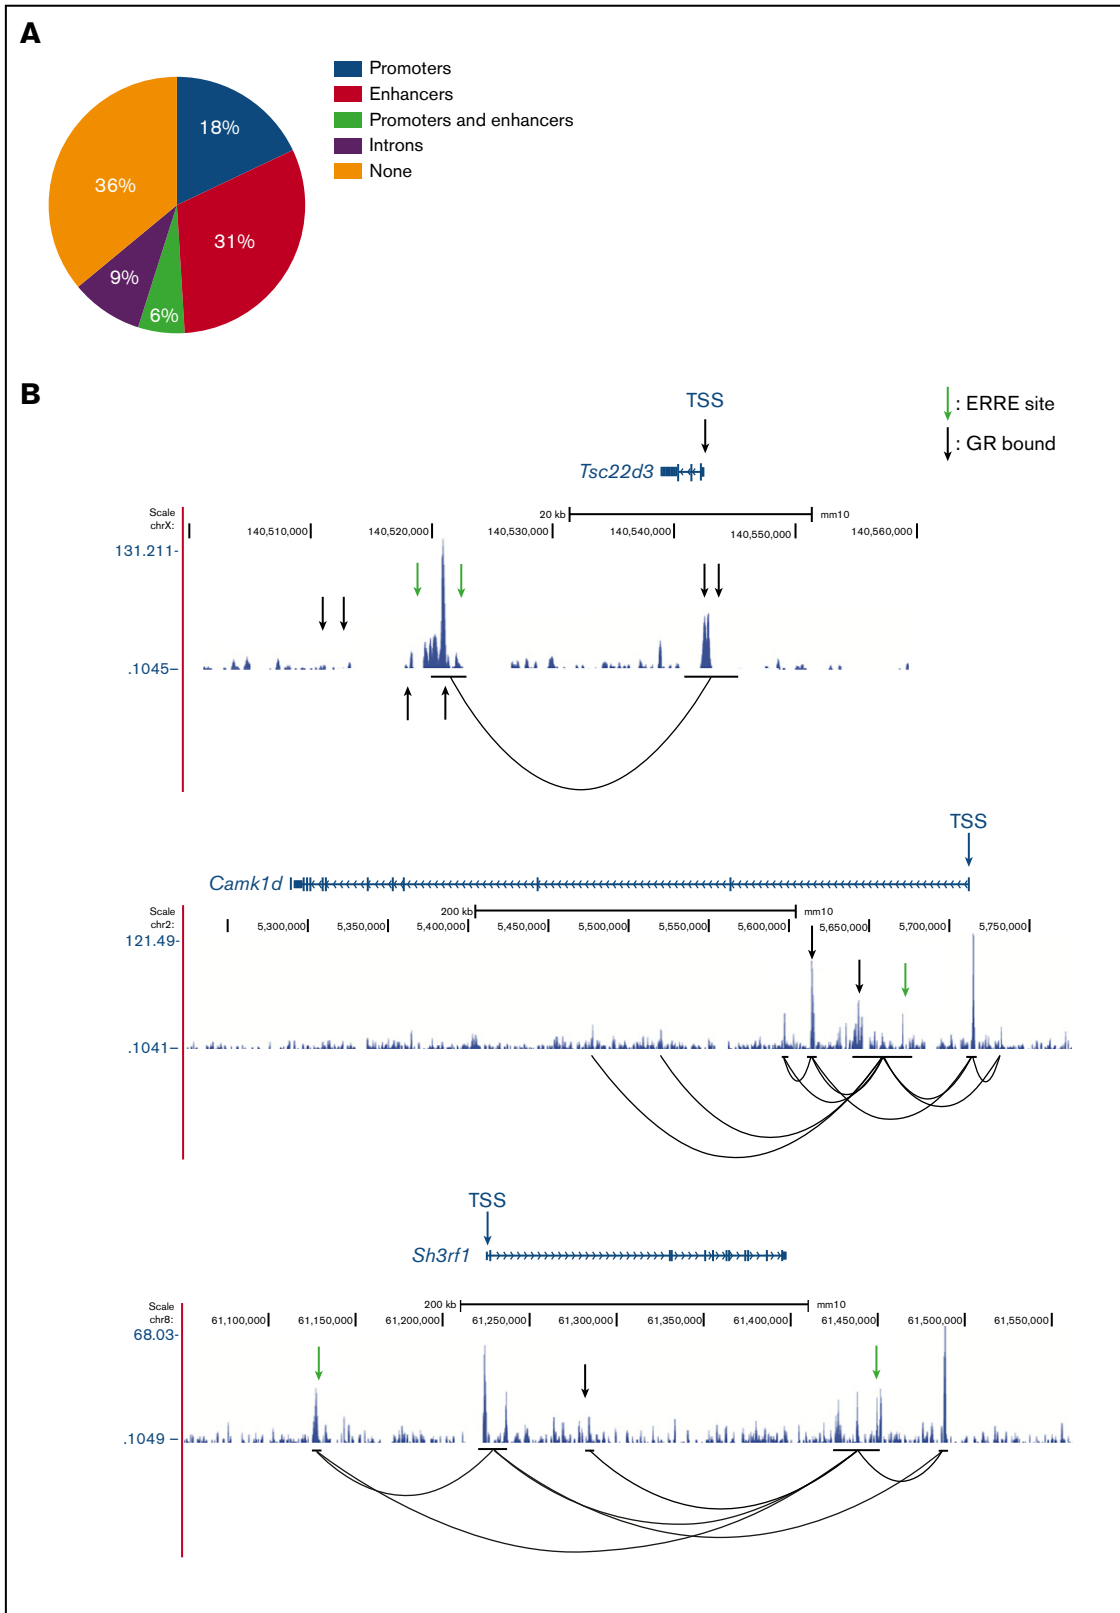 A
Promoters
Enhancers
Promoters and enhancers
Introns
None
18%
36%
31%
9%
6%
B
TSS
: ERRE site
: GR bound
Tsc22d3
Scale
20 kb
mm10
chrX:
140,510,000
140,520,000
140,530,000
140,540,000
140,550,000
140,560,000
131.211-
.1045-
TSS
Camk1d
Scale
200 kb
mm10
chr2:
5,300,000
5,350,000
5,400,000
5,450,000
5,500,000
5,550,000
5,600,000
5,650,000
5,700,000
5,750,000
121.49-
.1041-
TSS
Sh3rf1
Scale
200 kb
mm10
chr8:
61,100,000
61,150,000
61,200,000
61,250,000
61,300,000
61,350,000
61,400,000
61,450,000
61,500,000
61,550,000
68.03-
.1049 -